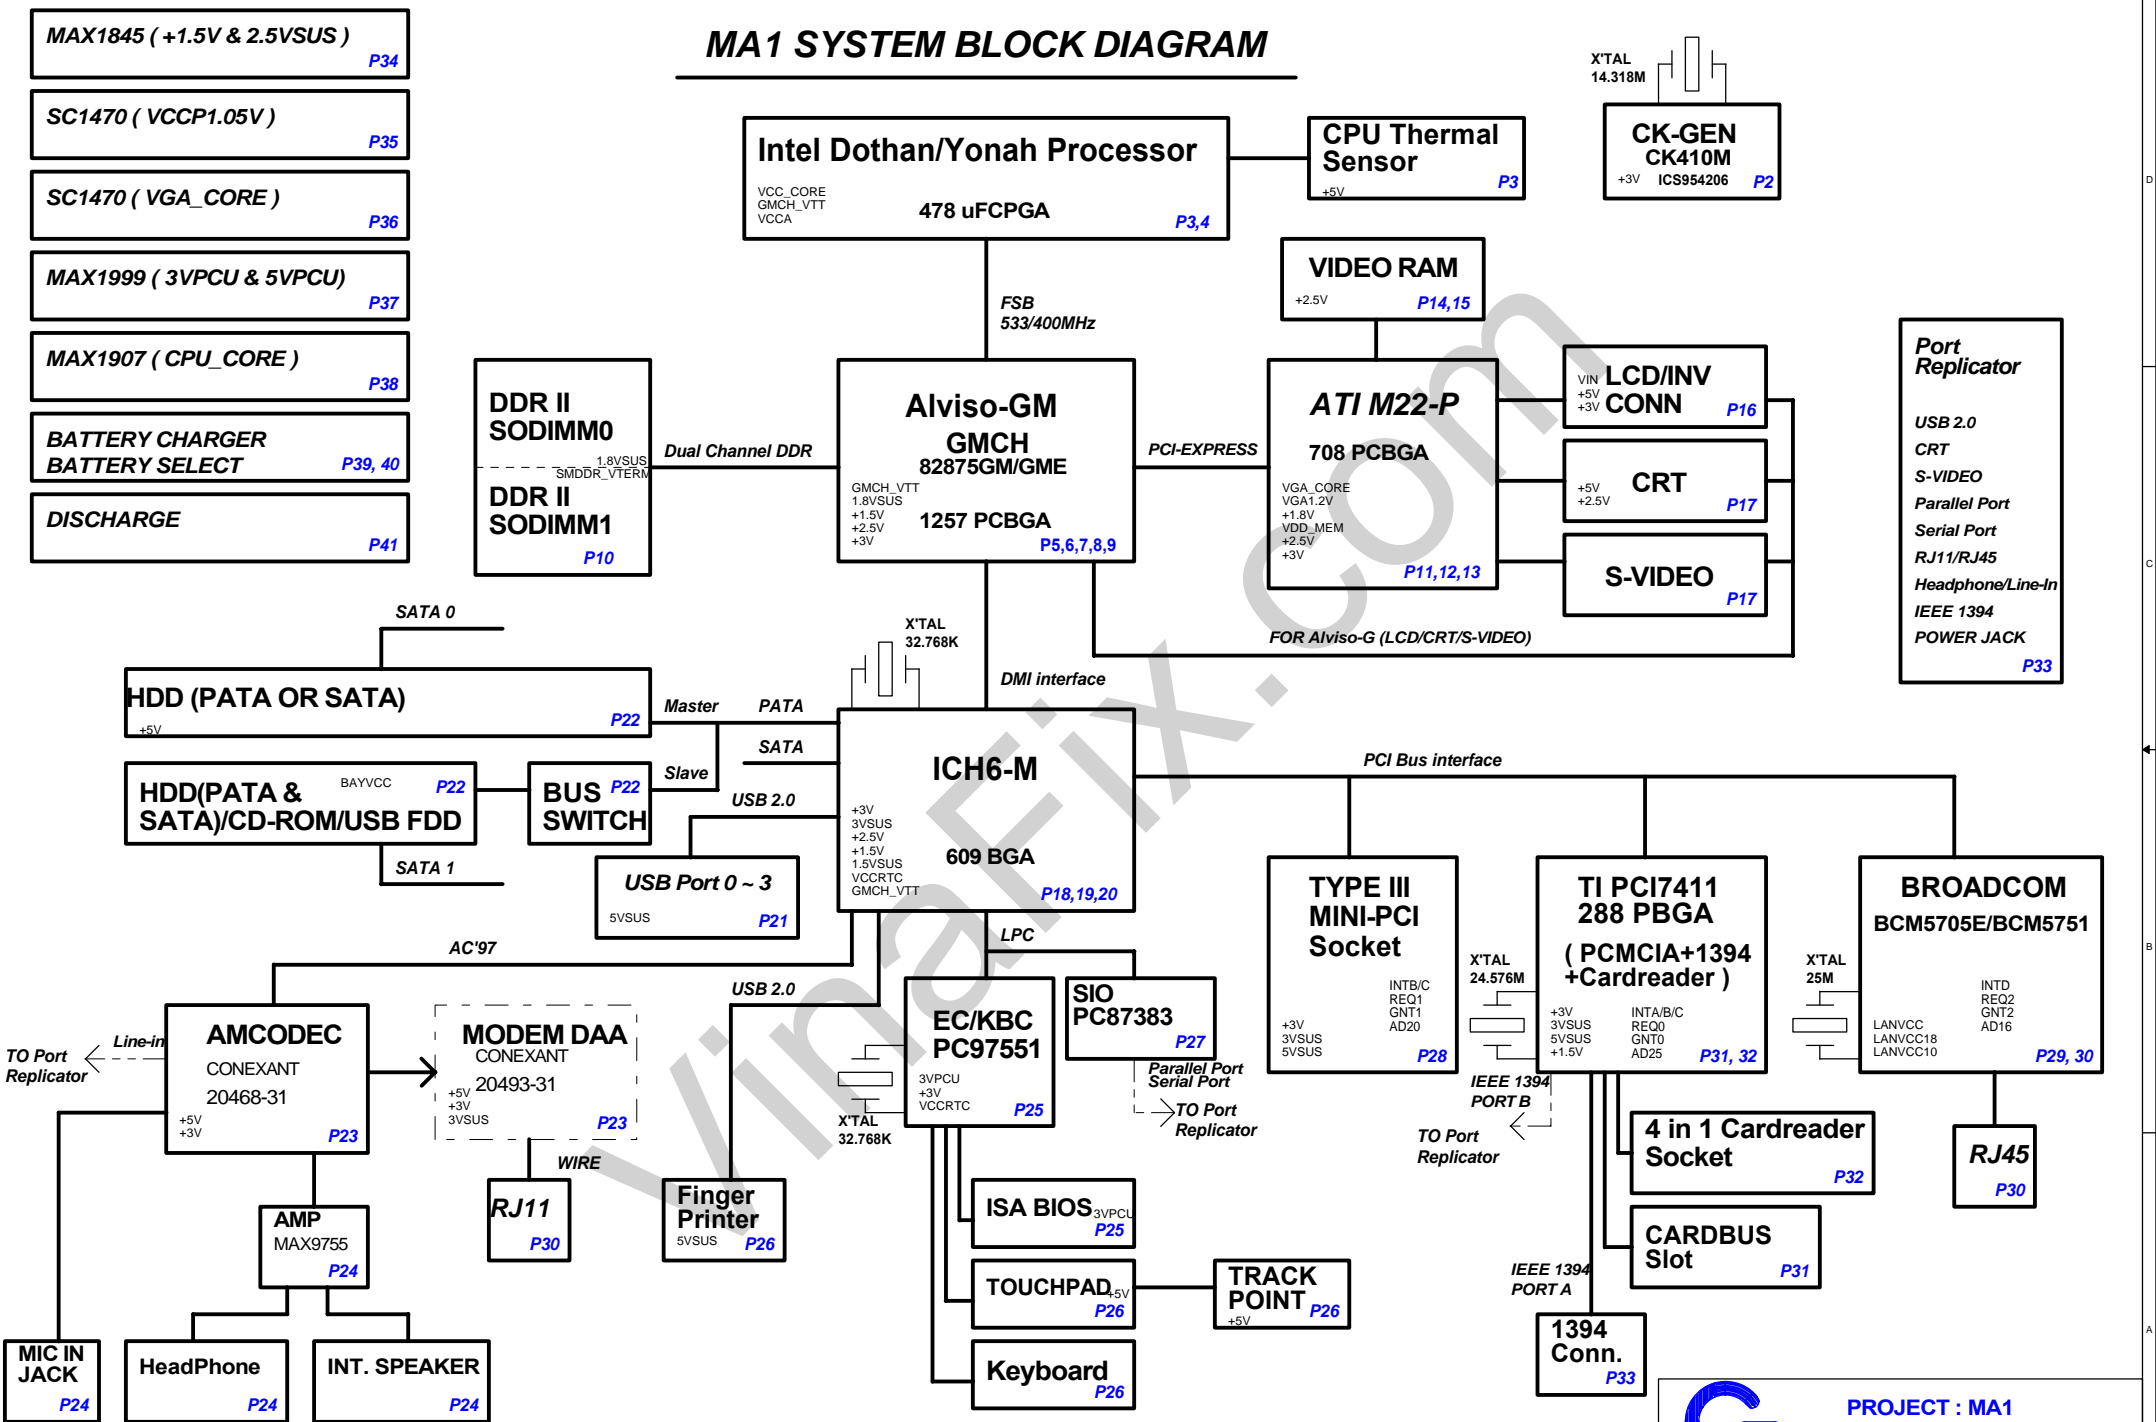 MA1 SYSTEM BLOCK DIAGRAM
MAX1845 ( +1.5V & 2.5VSUS )
P34
SC1470 ( VCCP1.05V )
P35
SC1470 ( VGA_CORE )
P36
MAX1999 ( 3VPCU & 5VPCU)
P37
MAX1907 ( CPU_CORE )
P38
BATTERY CHARGER
BATTERY SELECT
P39, 40
DISCHARGE
P41
Intel Dothan/Yonah Processor
VCC_CORE
GMCH_VTT
VCCA
478 uFCPGA
P3,4
CPU Thermal
Sensor
+5V
P3
X'TAL
14.318M
CK-GEN
CK410M
+3V
ICS954206
P2
FSB
533/400MHz
VIDEO RAM
+2.5V
P14,15
DDR II
SODIMM0
1.8VSUS
SMDDR_VTERM
DDR II
SODIMM1
P10
Dual Channel DDR
Alviso-GM
GMCH
82875GM/GME
GMCH_VTT
1.8VSUS
+1.5V
+2.5V
+3V
1257 PCBGA
P5,6,7,8,9
PCI-EXPRESS
ATI M22-P
708 PCBGA
VGA_CORE
VGA1.2V
+1.8V
VDD_MEM
+2.5V
+3V
P11,12,13
VIN
+5V
+3V
LCD/INV
CONN
P16
+5V
+2.5V
CRT
P17
S-VIDEO
P17
FOR Alviso-G (LCD/CRT/S-VIDEO)
Port
Replicator
USB 2.0
CRT
S-VIDEO
Parallel Port
Serial Port
RJ11/RJ45
Headphone/Line-In
IEEE 1394
POWER JACK
P33
SATA 0
HDD (PATA OR SATA)
+5V
P22
Master
PATA
SATA
Slave
HDD(PATA &
SATA)/CD-ROM/USB FDD
BAYVCC
P22
BUS
SWITCH
P22
SATA 1
USB 2.0
USB Port 0 ~ 3
5VSUS
P21
X'TAL
32.768K
DMI interface
ICH6-M
+3V
3VSUS
+2.5V
+1.5V
1.5VSUS
VCCRTC
GMCH_VTT
609 BGA
P18,19,20
PCI Bus interface
TYPE III
MINI-PCI
Socket
INTB/C
REQ1
GNT1
AD20
+3V
3VSUS
5VSUS
P28
X'TAL
24.576M
TI PCI7411
288 PBGA
( PCMCIA+1394
+Cardreader )
+3V
3VSUS
5VSUS
+1.5V
INTA/B/C
REQ0
GNT0
AD25
P31, 32
X'TAL
25M
BROADCOM
BCM5705E/BCM5751
INTD
REQ2
GNT2
AD16
LANVCC
LANVCC18
LANVCC10
P29, 30
AC'97
LPC
USB 2.0
TO Port
Replicator
Line-in
AMCODEC
CONEXANT
20468-31
+5V
+3V
P23
MODEM DAA
CONEXANT
20493-31
+5V
+3V
3VSUS
P23
WIRE
RJ11
P30
Finger
Printer
5VSUS
P26
EC/KBC
PC97551
3VPCU
+3V
VCCRTC
P25
X'TAL
32.768K
SIO
PC87383
P27
Parallel Port
Serial Port
TO Port
Replicator
IEEE 1394
PORT B
TO Port
Replicator
4 in 1 Cardreader
Socket
P32
CARDBUS
Slot
P31
IEEE 1394
PORT A
1394
Conn.
P33
RJ45
P30
AMP
MAX9755
P24
ISA BIOS
3VPCU
P25
TOUCHPAD
+5V
P26
TRACK
POINT
+5V
P26
Keyboard
P26
MIC IN
JACK
P24
HeadPhone
P24
INT. SPEAKER
P24
PROJECT : MA1
D
C
B
A
VinaFix.com